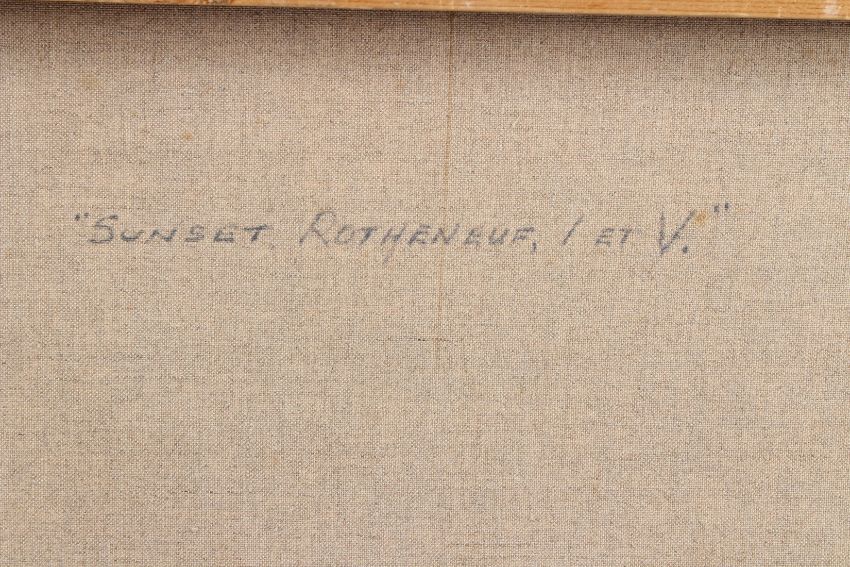 "SUNSET, ROTHENEUF, I ET V."